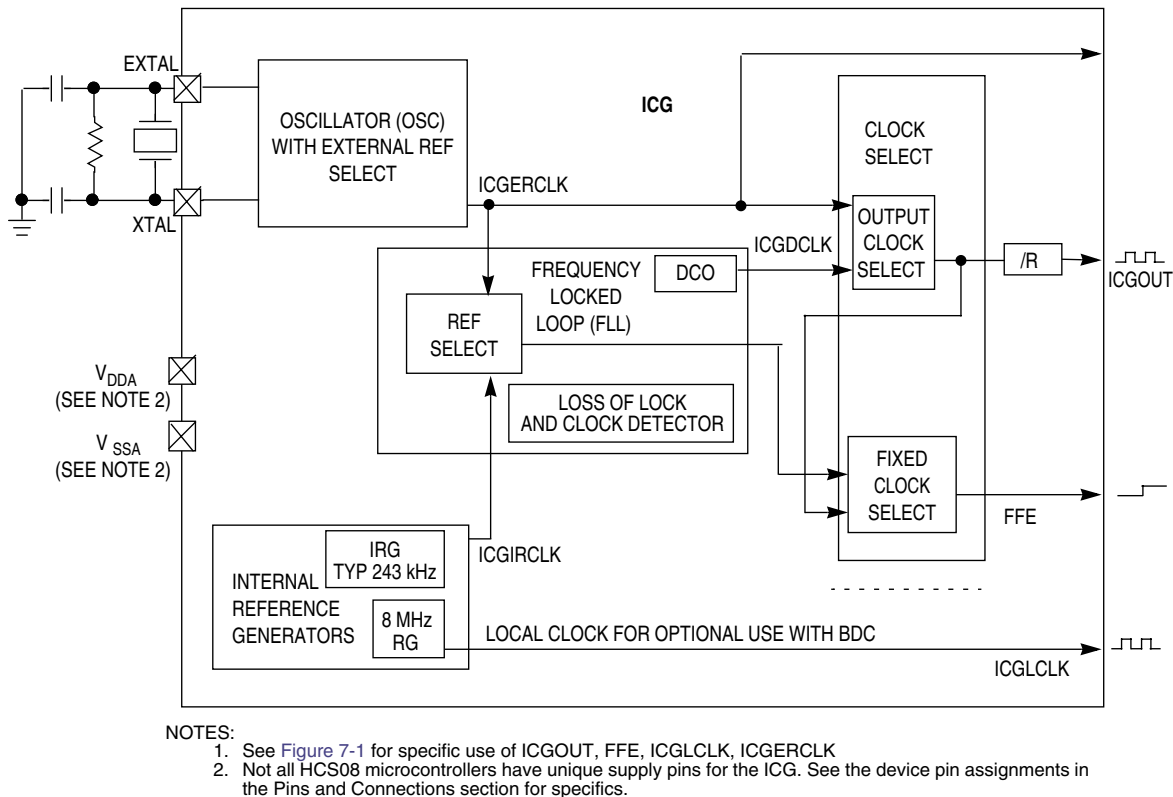 EXTAL
XTAL
OSCILLATOR (OSC)
WITH EXTERNAL REF
SELECT
ICG
CLOCK
SELECT
ICGERCLK
OUTPUT
CLOCK
SELECT
ICGDCLK
/R
ICGOUT
FREQUENCY
LOCKED
LOOP (FLL)
DCO
REF
SELECT
LOSS OF LOCK
AND CLOCK DETECTOR
VDDA
(SEE NOTE 2)
V SSA
(SEE NOTE 2)
FIXED
CLOCK
SELECT
FFE
ICGIRCLK
IRG
TYP 243 kHz
INTERNAL
REFERENCE
GENERATORS
8 MHz
RG
LOCAL CLOCK FOR OPTIONAL USE WITH BDC
ICGLCLK
NOTES:
1. See Figure 7-1 for specific use of ICGOUT, FFE, ICGLCLK, ICGERCLK
2. Not all HCS08 microcontrollers have unique supply pins for the ICG. See the device pin assignments in
the Pins and Connections section for specifics.